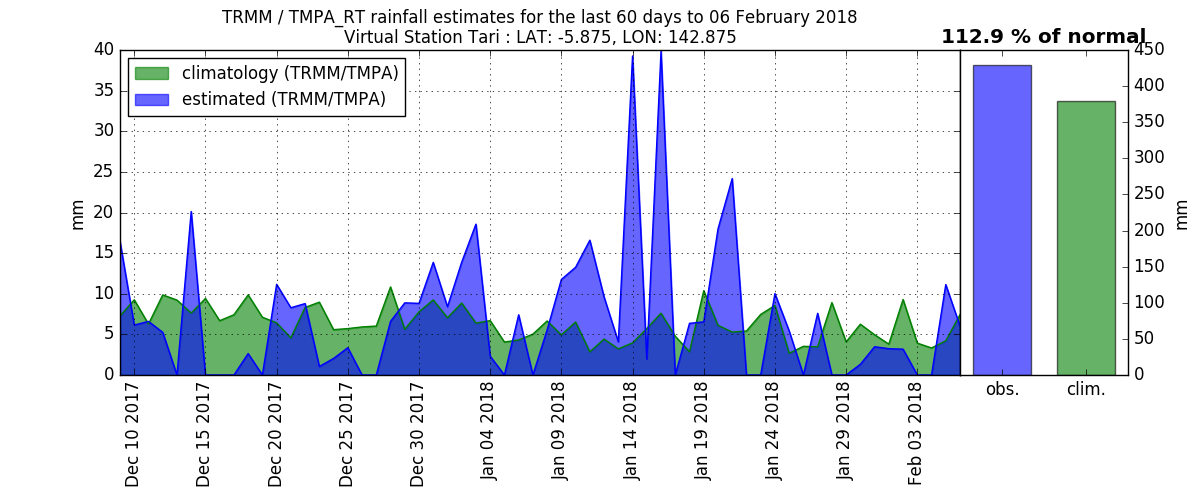 TRMM / TMPA_RT rainfall estimates for the last 60 days to 06 February 2018
Virtual Station Tari : LAT: -5.875, LON: 142.875
112.9 % of normal
climatology (TRMM/TMPA)
estimated (TRMM/TMPA)
mm
40
35
30
25
20
15
10
5
0
450
400
350
300
250
200
150
100
50
0
mm
Dec 10 2017
Dec 15 2017
Dec 20 2017
Dec 25 2017
Dec 30 2017
Jan 04 2018
Jan 09 2018
Jan 14 2018
Jan 19 2018
Jan 24 2018
Jan 29 2018
Feb 03 2018
obs.
clim.